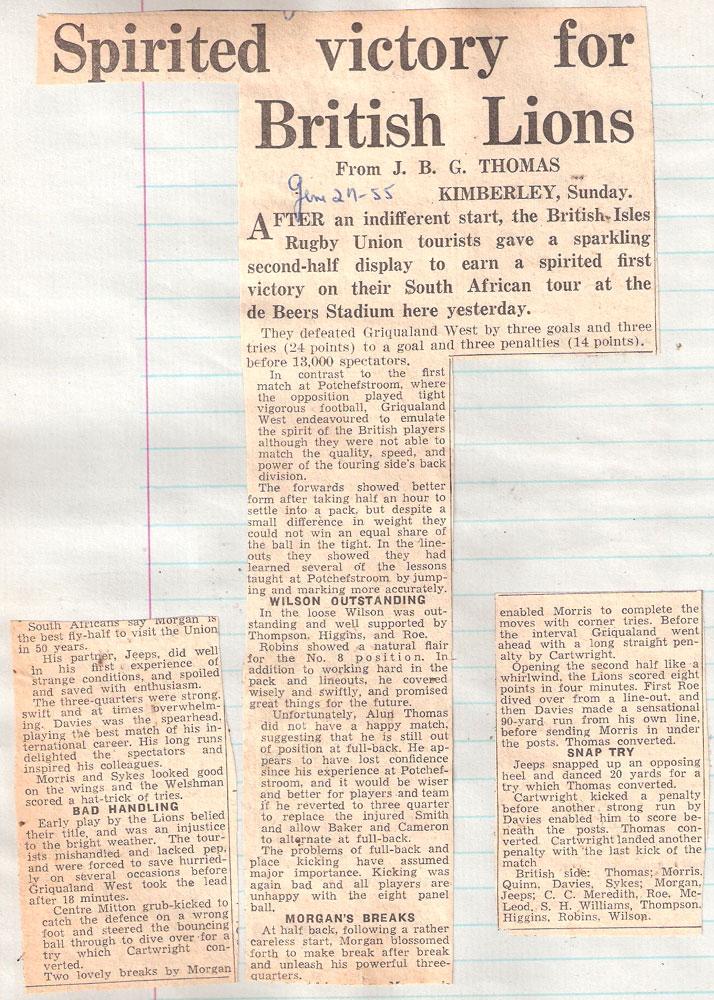 Spirited victory for
British Lions
From J. B. G. THOMAS
June 27-55
KIMBERLEY, Sunday.
AFTER an indifferent start, the British Isles
Rugby Union tourists gave a sparkling
second-half display to earn a spirited first
victory on their South African tour at the
de Beers Stadium here yesterday.
They defeated Griqualand West by three goals and three
tries (24 points) to a goal and three penalties (14 points).
before 13,000 spectators.
In contrast to the first
match at Potchefstroom, where
the opposition played tight
vigorous football, Griqualand
West endeavoured to emulate
the spirit of the British players
although they were not able to
match the quality, speed, and
power of the touring side's back
division.
The forwards showed better
form after taking half an hour to
settle into a pack, but despite a
small difference in weight they
could not win an equal share of
the ball in the tight. In the line-
outs they showed they had
learned several of the lessons
taught at Potchefstroom by jump-
ing and marking more accurately.
WILSON OUTSTANDING
In the loose Wilson was out-
standing and well supported by
Thompson, Higgins, and Roe.
Robins showed a natural flair
for the No. 8 position. In
addition to working hard in the
pack and lineouts, he covered
wisely and swiftly, and promised
great things for the future.
Unfortunately, Alun Thomas
did not have a happy match,
suggesting that he is still out
of position at full-back. He ap-
pears to have lost confidence
since his experience at Potchef-
stroom, and it would be wiser
and better for players and team
if he reverted to three quarter
to replace the injured Smith
and allow Baker and Cameron
to alternate at full-back.
The problems of full-back and
place kicking have assumed
major importance. Kicking was
again bad and all players are
unhappy with the eight panel
ball.
MORGAN'S BREAKS
At half back, following a rather
careless start, Morgan blossomed
forth to make break after break
and unleash his powerful three-
quarters.
South Africans say Morgan is
the best fly-half to visit the Union
in 50 years.
His partner, Jeeps, did well
in his first experience of
strange conditions, and spoiled
and saved with enthusiasm.
The three-quarters were strong,
swift and at times overwhelm-
ing. Davies was the spearhead,
playing the best match of his in-
ternational career. His long runs
delighted the spectators and
inspired his colleagues.
Morris and Sykes looked good
on the wings and the Welshman
scored a hat-trick of tries.
BAD HANDLING
Early play by the Lions belied
their title, and was an injustice
to the bright weather. The tour-
ists mishandled and lacked pep,
and were forced to save hurried-
ly on several occasions before
Griqualand West took the lead
after 18 minutes.
Centre Mitton grub-kicked to
catch the defence on a wrong
foot and steered the bouncing
ball through to dive over for a
try which Cartwright con-
verted.
Two lovely breaks by Morgan
enabled Morris to complete the
moves with corner tries. Before
the interval Griqualand went
ahead with a long straight pen-
alty by Cartwright.
Opening the second half like a
whirlwind, the Lions scored eight
points in four minutes. First Roe
dived over from a line-out, and
then Davies made a sensational
90-yard run from his own line,
before sending Morris in under
the posts. Thomas converted.
SNAP TRY
Jeeps snapped up an opposing
heel and danced 20 yards for a
try which Thomas converted.
Cartwright kicked a penalty
before another strong run by
Davies enabled him to score be-
neath the posts. Thomas con-
verted. Cartwright landed another
penalty with the last kick of the
match
British side: Thomas; Morris,
Quinn, Davies, Sykes; Morgan,
Jeeps; C. C. Meredith, Roe, Mc-
Leod, S. H. Williams, Thompson,
Higgins, Robins, Wilson.